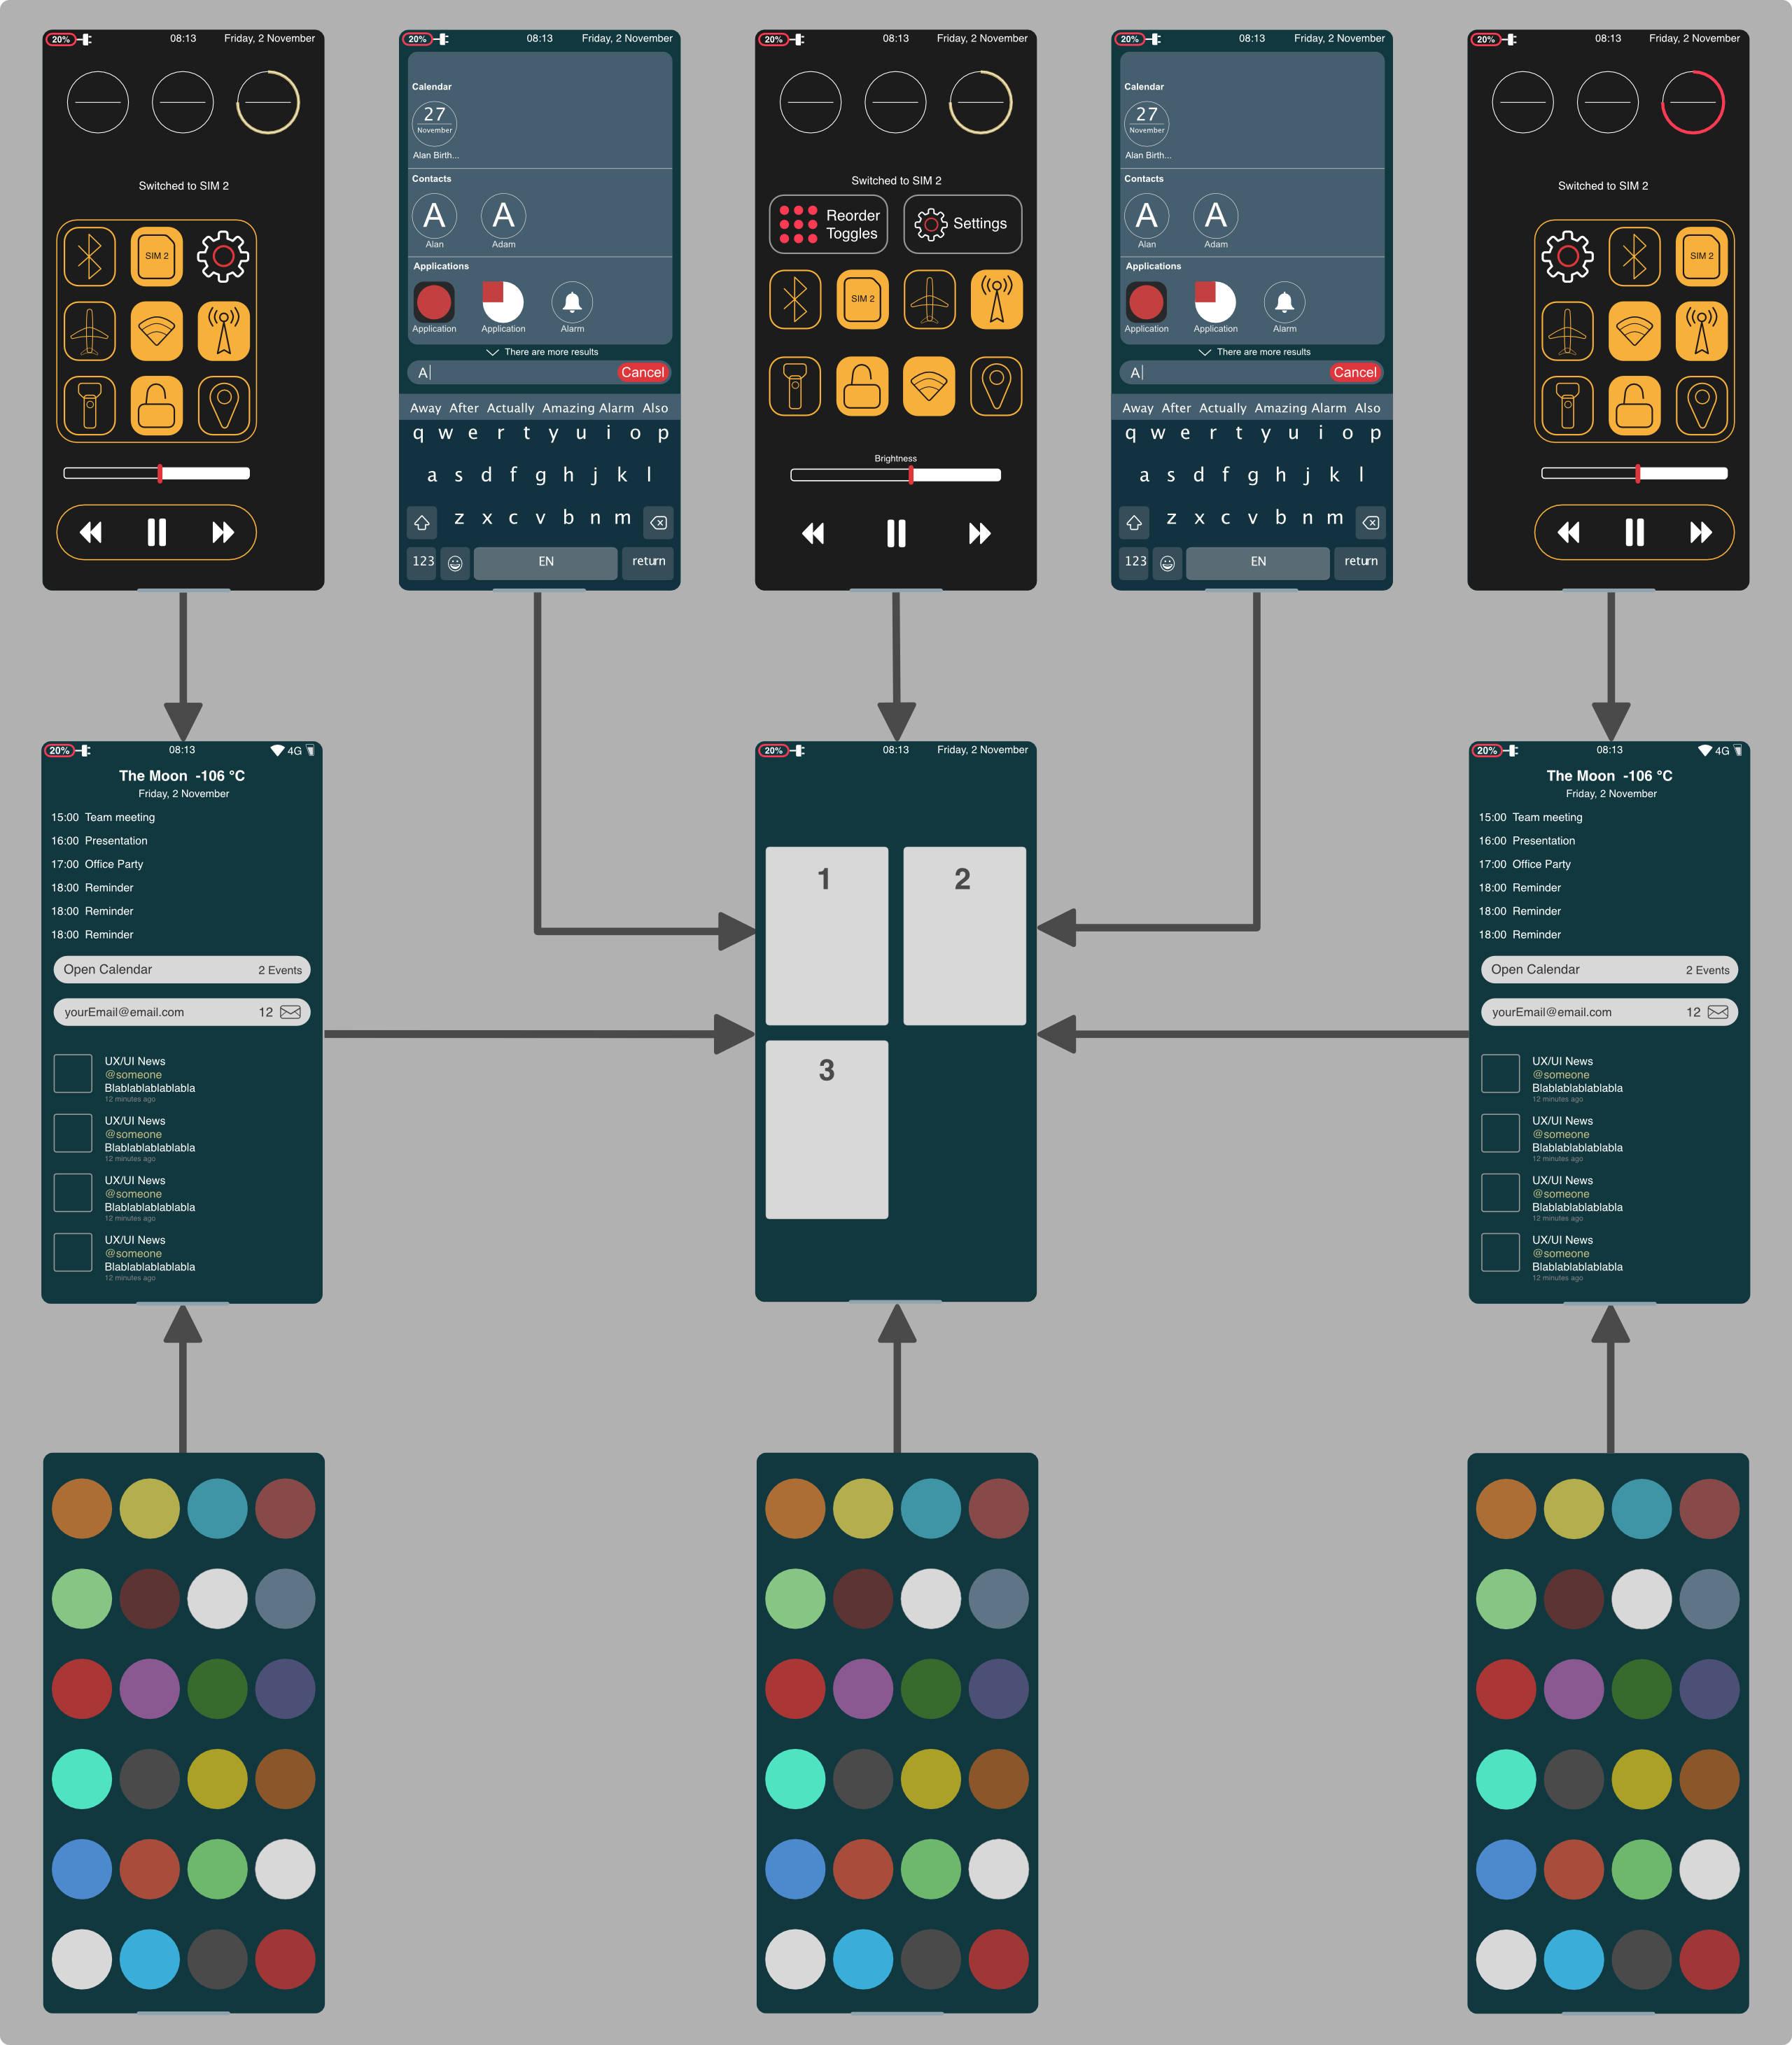 20%
08:13
Friday, 2 November
Switched to SIM 2
SIM 2
20%
08:13
Friday, 2 November
Calendar
27
November
Alan Birth...
Contacts
A
A
Alan
Adam
Applications
Application
Application
Alarm
There are more results
A
Cancel
Away After Actually Amazing Alarm Also
q w e r t y u i o p
a s d f g h j k l
z x c v b n m
123
EN
return
20%
08:13
Friday, 2 November
Switched to SIM 2
Reorder
Toggles
Settings
SIM 2
Brightness
20%
08:13
Friday, 2 November
Calendar
27
November
Alan Birth...
Contacts
A
A
Alan
Adam
Applications
Application
Application
Alarm
There are more results
A
Cancel
Away After Actually Amazing Alarm Also
q w e r t y u i o p
a s d f g h j k l
z x c v b n m
123
EN
return
20%
08:13
Friday, 2 November
Switched to SIM 2
SIM 2
20%
08:13
4G
The Moon -106 °C
Friday, 2 November
15:00 Team meeting
16:00 Presentation
17:00 Office Party
18:00 Reminder
18:00 Reminder
18:00 Reminder
Open Calendar 2 Events
yourEmail@email.com 12
UX/UI News
@someone
Blablablablablabla
12 minutes ago
UX/UI News
@someone
Blablablablablabla
12 minutes ago
UX/UI News
@someone
Blablablablablabla
12 minutes ago
UX/UI News
@someone
Blablablablablabla
12 minutes ago
20%
08:13
Friday, 2 November
1
2
3
20%
08:13
4G
The Moon -106 °C
Friday, 2 November
15:00 Team meeting
16:00 Presentation
17:00 Office Party
18:00 Reminder
18:00 Reminder
18:00 Reminder
Open Calendar 2 Events
yourEmail@email.com 12
UX/UI News
@someone
Blablablablablabla
12 minutes ago
UX/UI News
@someone
Blablablablablabla
12 minutes ago
UX/UI News
@someone
Blablablablablabla
12 minutes ago
UX/UI News
@someone
Blablablablablabla
12 minutes ago